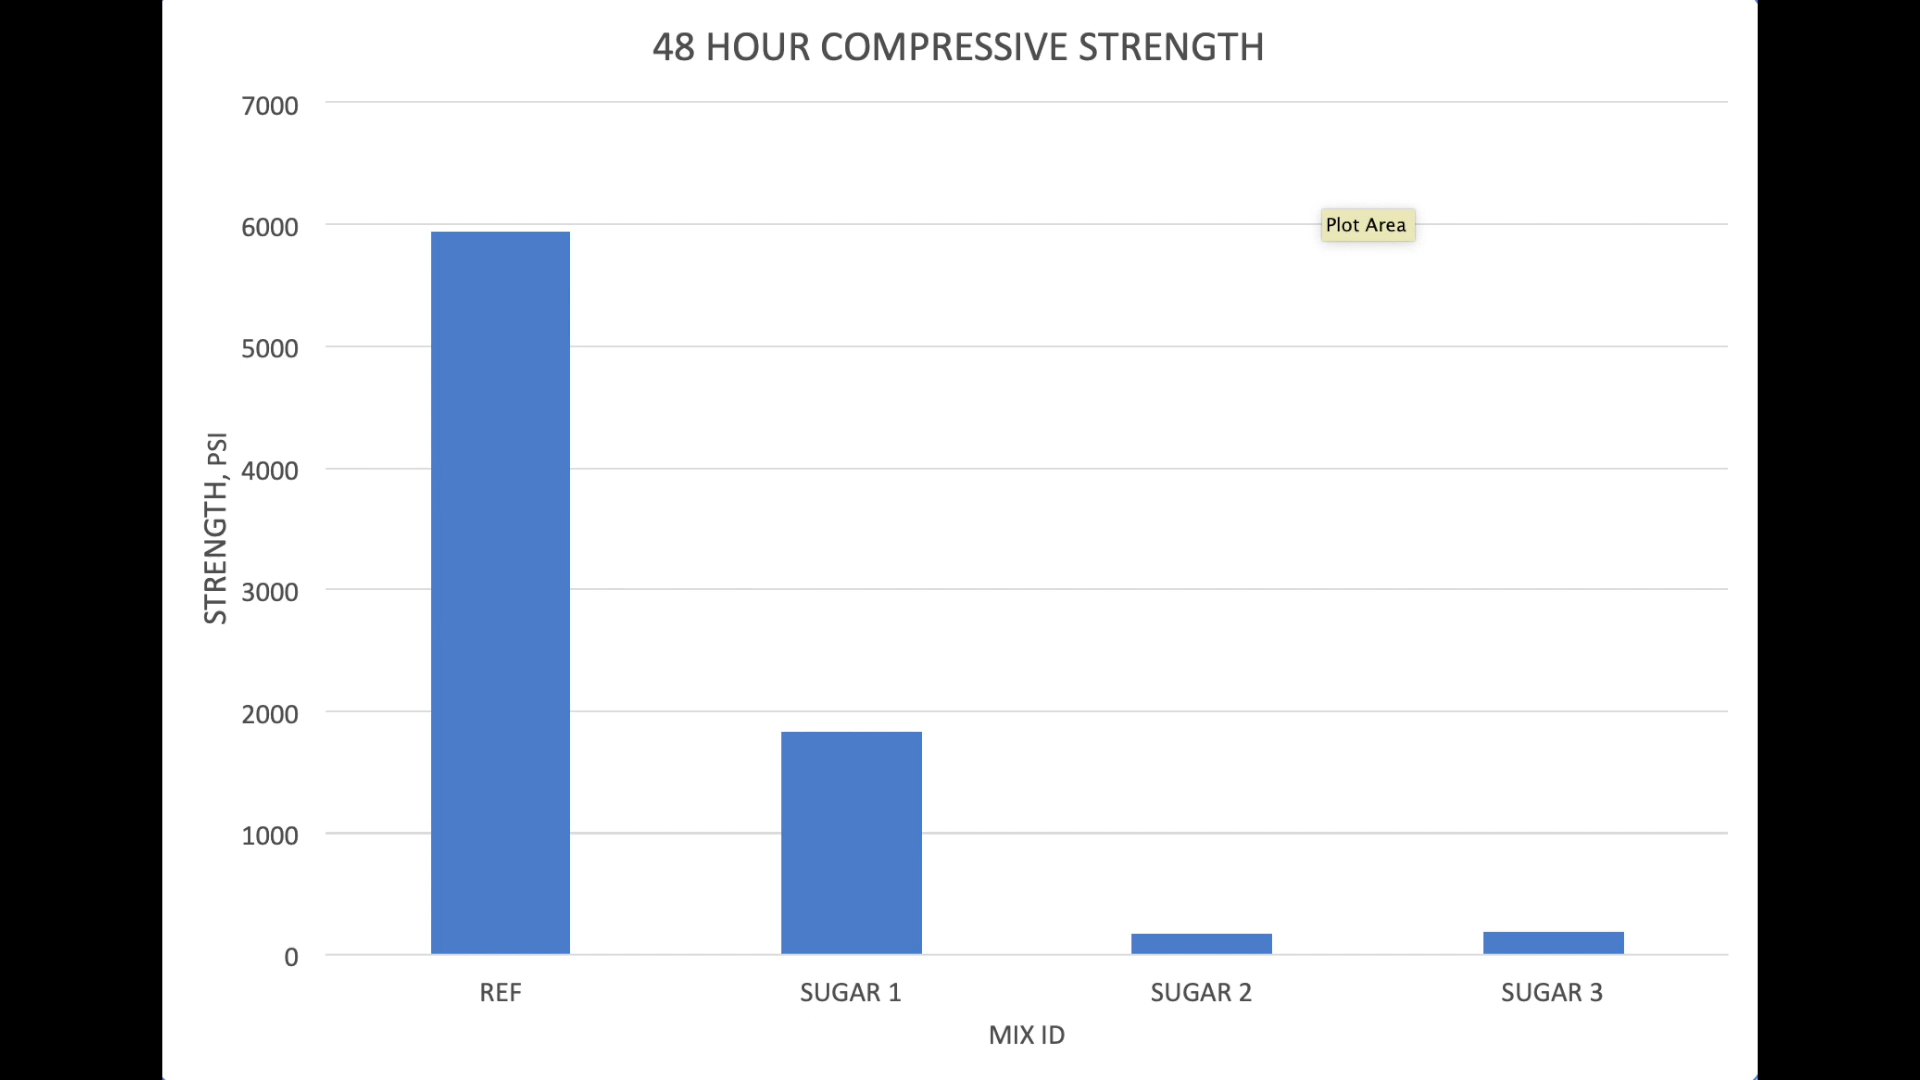 48 HOUR COMPRESSIVE STRENGTH
7000
6000
Plot Area
5000
4000
3000
2000
1000
0
STRENGTH, PSI
REF SUGAR 1 SUGAR 2 SUGAR 3
MIX ID